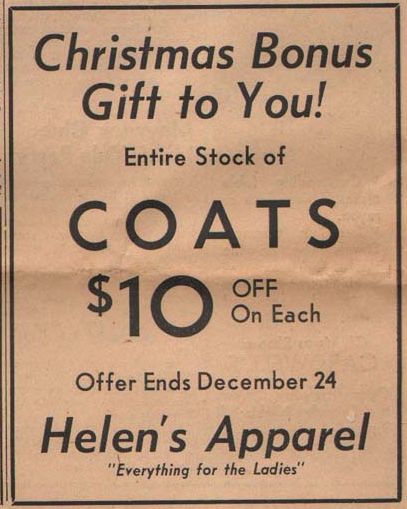 Christmas Bonus
Gift to You!
Entire Stock of
COATS
$10 OFF
On Each
Offer Ends December 24
Helen's Apparel
"Everything for the Ladies"